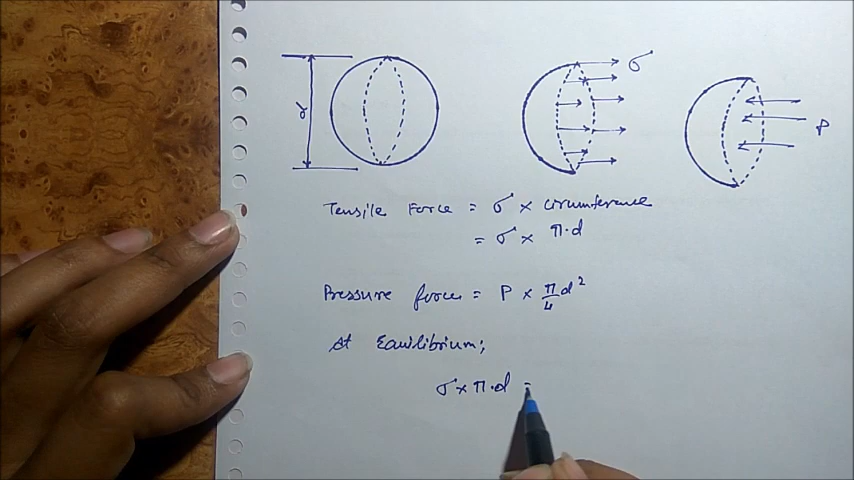 d
σ
P
Tensile Force = σ × circumference
= σ × π.d
Pressure force = P × π/4 d²
At Equilibrium;
σ × π.d =